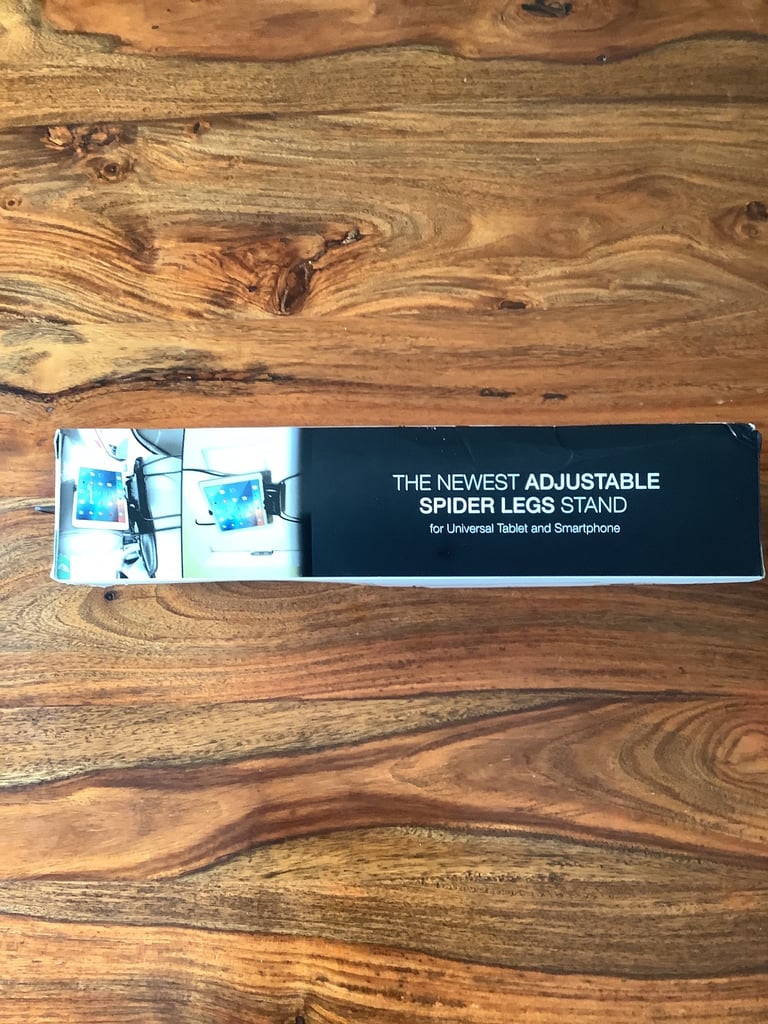 THE NEWEST ADJUSTABLE
SPIDER LEGS STAND
for Universal Tablet and Smartphone